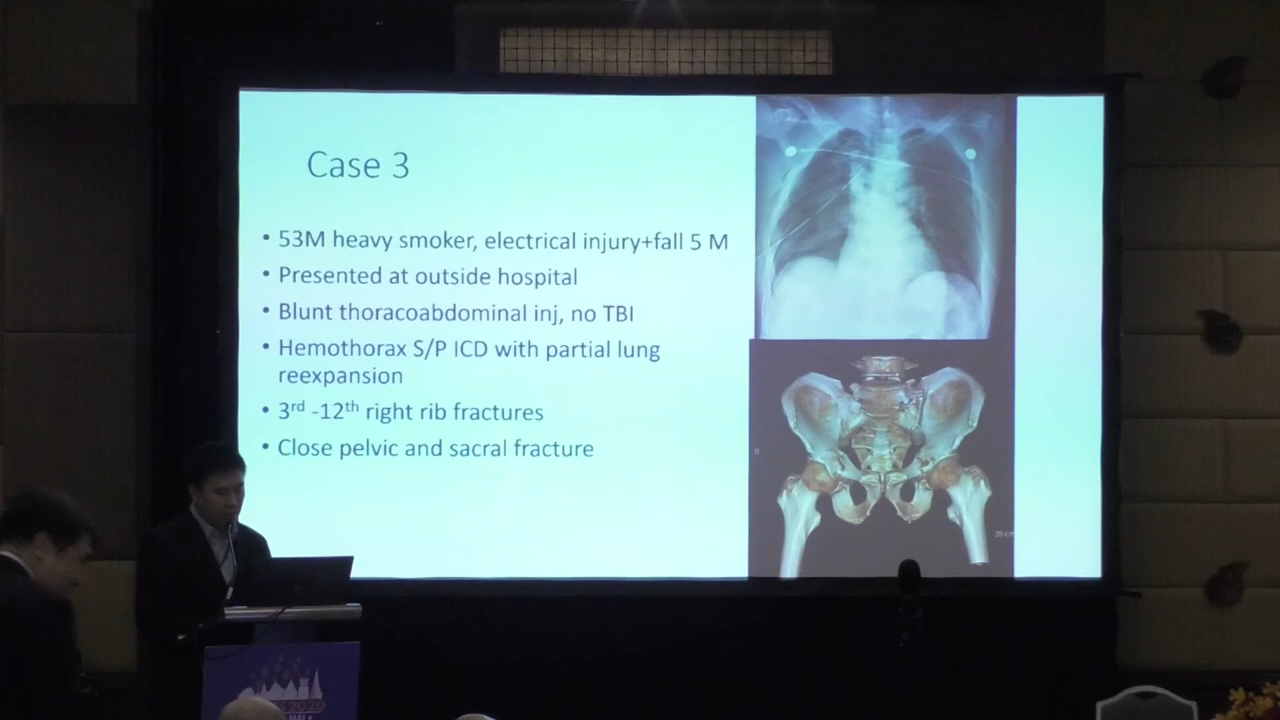 Case 3
• 53M heavy smoker, electrical injury+fall 5 M
• Presented at outside hospital
• Blunt thoracoabdominal inj, no TBI
• Hemothorax S/P ICD with partial lung
reexpansion
• 3rd -12th right rib fractures
• Close pelvic and sacral fracture
2020